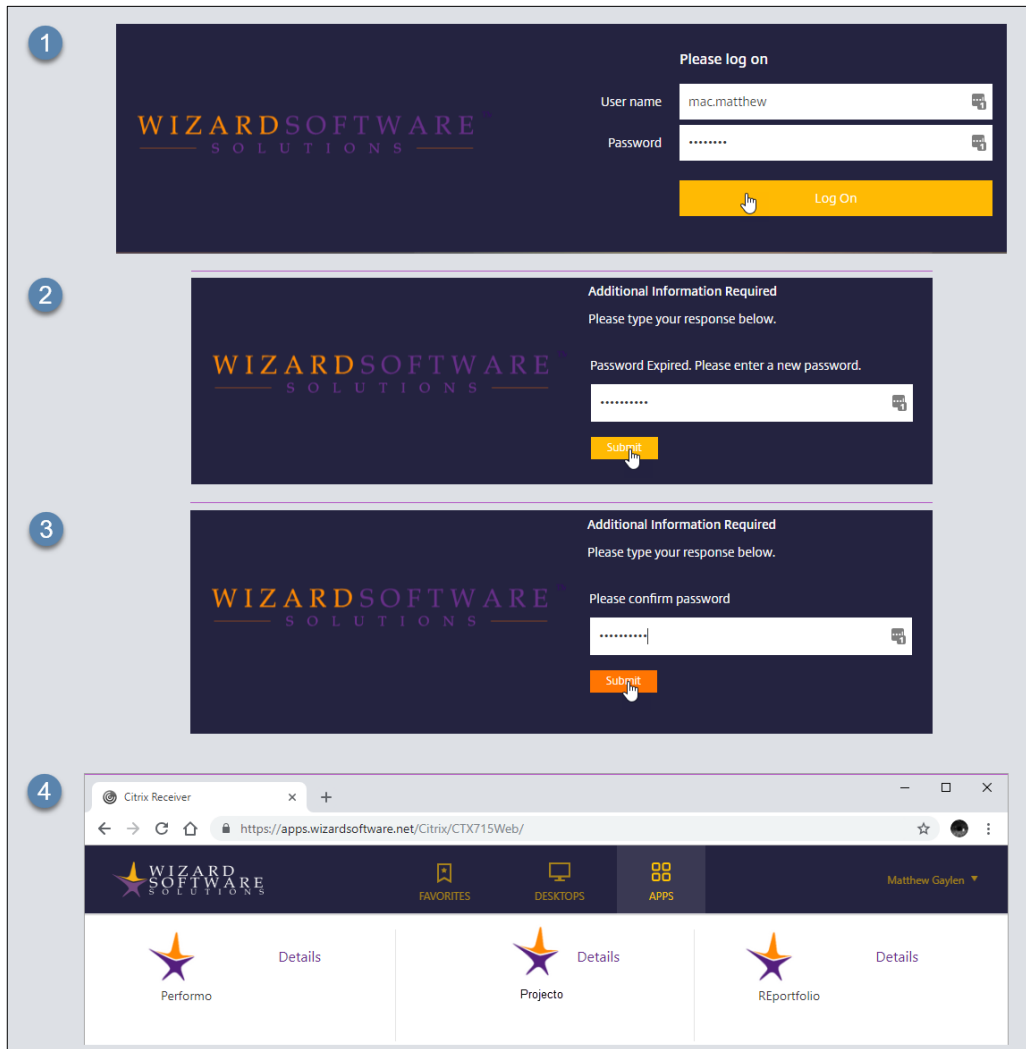 1
Please log on
User name mac.matthew
Password ········
WIZARDSOFTWARE™
SOLUTIONS
Log On
2
Additional Information Required
Please type your response below.
WIZARDSOFTWARE™
SOLUTIONS
Password Expired. Please enter a new password.
··········
Submit
3
Additional Information Required
Please type your response below.
WIZARDSOFTWARE™
SOLUTIONS
Please confirm password
··········
Submit
4
Citrix Receiver
https://apps.wizardsoftware.net/Citrix/CTX715Web/
WIZARD
SOFTWARE
SOLUTIONS
FAVORITES DESKTOPS APPS Matthew Gaylen
Details Details Details
Performo Projecto REportfolio